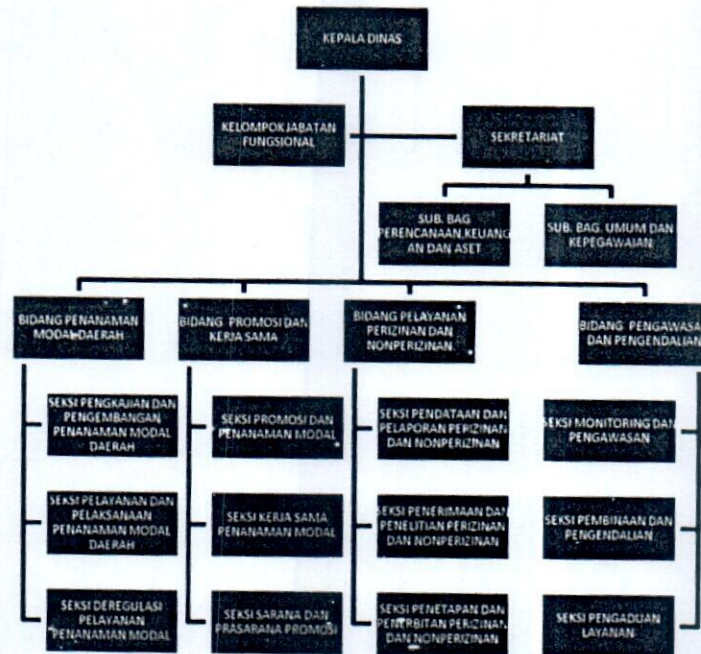 KEPALA DINAS
KELOMPOK JABATAN
FUNGSIONAL
SEKRETARIAT
SUB. BAG
PERENCANAAN,KEUANG
AN DAN ASET
SUB. BAG. UMUM DAN
KEPEGAWAIAN
BIDANG PENANAMAN
MODAL DAERAH
BIDANG PROMOSI DAN
KERJA SAMA
BIDANG PELAYANAN
PERIZINAN DAN
NONPERIZINAN
BIDANG PENGAWASA
DAN PENGENDALIAN
SEKSI PENGKAJIAN DAN
PENGEMBANGAN
PENANAMAN MODAL
DAERAH
SEKSI PELAYANAN DAN
PELAKSANAAN
PENANAMAN MODAL
DAERAH
SEKSI DEREGULASI
PELAYANAN
PENANAMAN MODAL
SEKSI PROMOSI DAN
PENANAMAN MODAL
SEKSI KERJA SAMA
PENANAMAN MODAL
SEKSI SARANA DAN
PRASARANA PROMOSI
SEKSI PENDATAAN DAN
PELAPORAN PERIZINAN
DAN NONPERIZINAN
SEKSI PENERIMAAN DAN
PENELITIAN PERIZINAN
DAN NONPERIZINAN
SEKSI PENETAPAN DAN
PENERBITAN PERIZINAN
DAN NONPERIZINAN
SEKSI MONITORING DAN
PENGAWASAN
SEKSI PEMBINAAN DAN
PENGENDALIAN
SEKSI PENGADUAN
LAYANAN